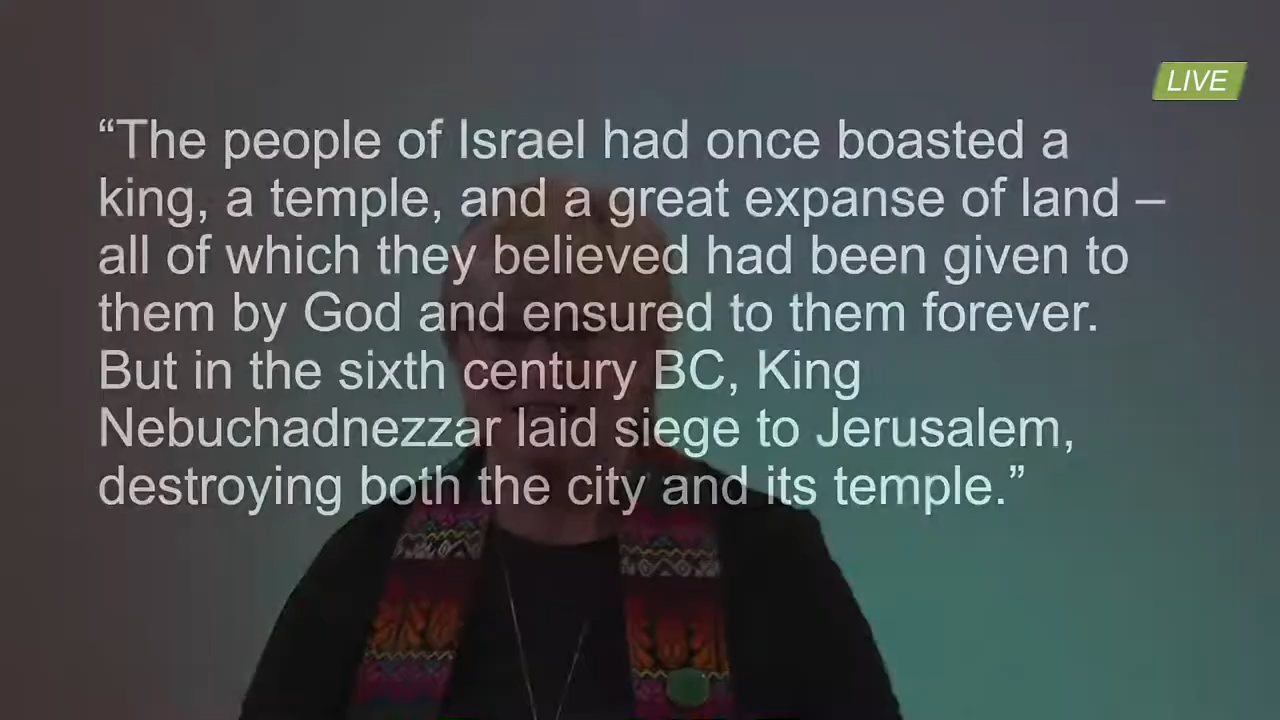 LIVE
“The people of Israel had once boasted a
king, a temple, and a great expanse of land –
all of which they believed had been given to
them by God and ensured to them forever.
But in the sixth century BC, King
Nebuchadnezzar laid siege to Jerusalem,
destroying both the city and its temple.”